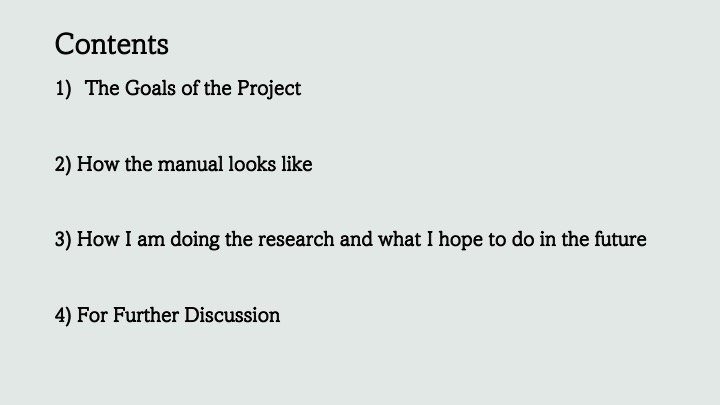 Contents
1) The Goals of the Project
2) How the manual looks like
3) How I am doing the research and what I hope to do in the future
4) For Further Discussion